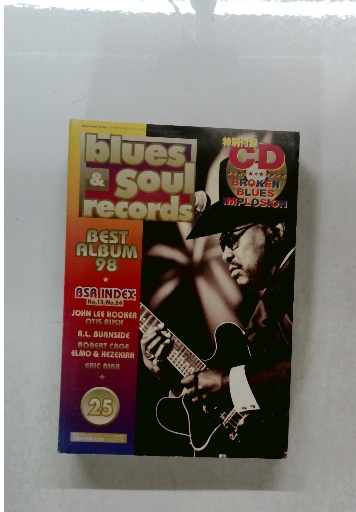 blues
& soul
records
特別付録
CD
BROKEN
BLUES
IMPLOSION
BEST
ALBUM
98
BSR INDEX
No.13-No.24
JOHN LEE HOOKER
OTIS RUSH
R.L. BURNSIDE
ROBERT CAGE
ELMO & HEZEKIAH
ERIC BIBB
25